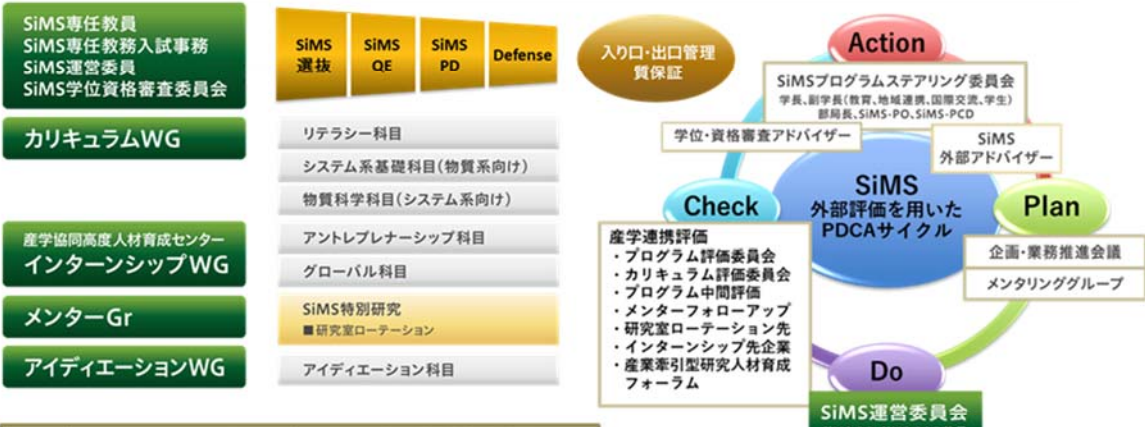 SiMS専任教員
SiMS専任教務入試事務
SiMS運営委員
SiMS学位資格審査委員会
SiMS
選抜
SiMS
QE
SiMS
PD
Defense
入り口・出口管理
質保証
カリキュラムWG
リテラシー科目
システム系基礎科目(物質系向け)
物質科学科目(システム系向け)
産学協同高度人材育成センター
インターンシップWG
アントレプレナーシップ科目
グローバル科目
メンターGr
SiMS特別研究
■研究室ローテーション
アイディエーションWG
アイディエーション科目
Action
SiMSプログラムステアリング委員会
学長、副学長(教育、地域連携、国際交流、学生)
部局長、SiMS-PO、SiMS-PCD
学位・資格審査アドバイザー
SiMS
外部アドバイザー
SiMS
外部評価を用いた
PDCAサイクル
Check
Plan
産学連携評価
・プログラム評価委員会
・カリキュラム評価委員会
・プログラム中間評価
・メンターフォローアップ
・研究室ローテーション先
・インターンシップ先企業
・産業牽引型研究人材育成
フォーラム
企画・業務推進会議
メンタリンググループ
Do
SiMS運営委員会